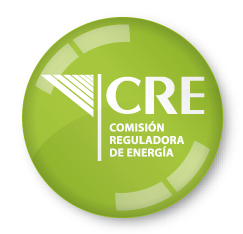 CRE
COMISIÓN
REGULADORA
DE ENERGÍA